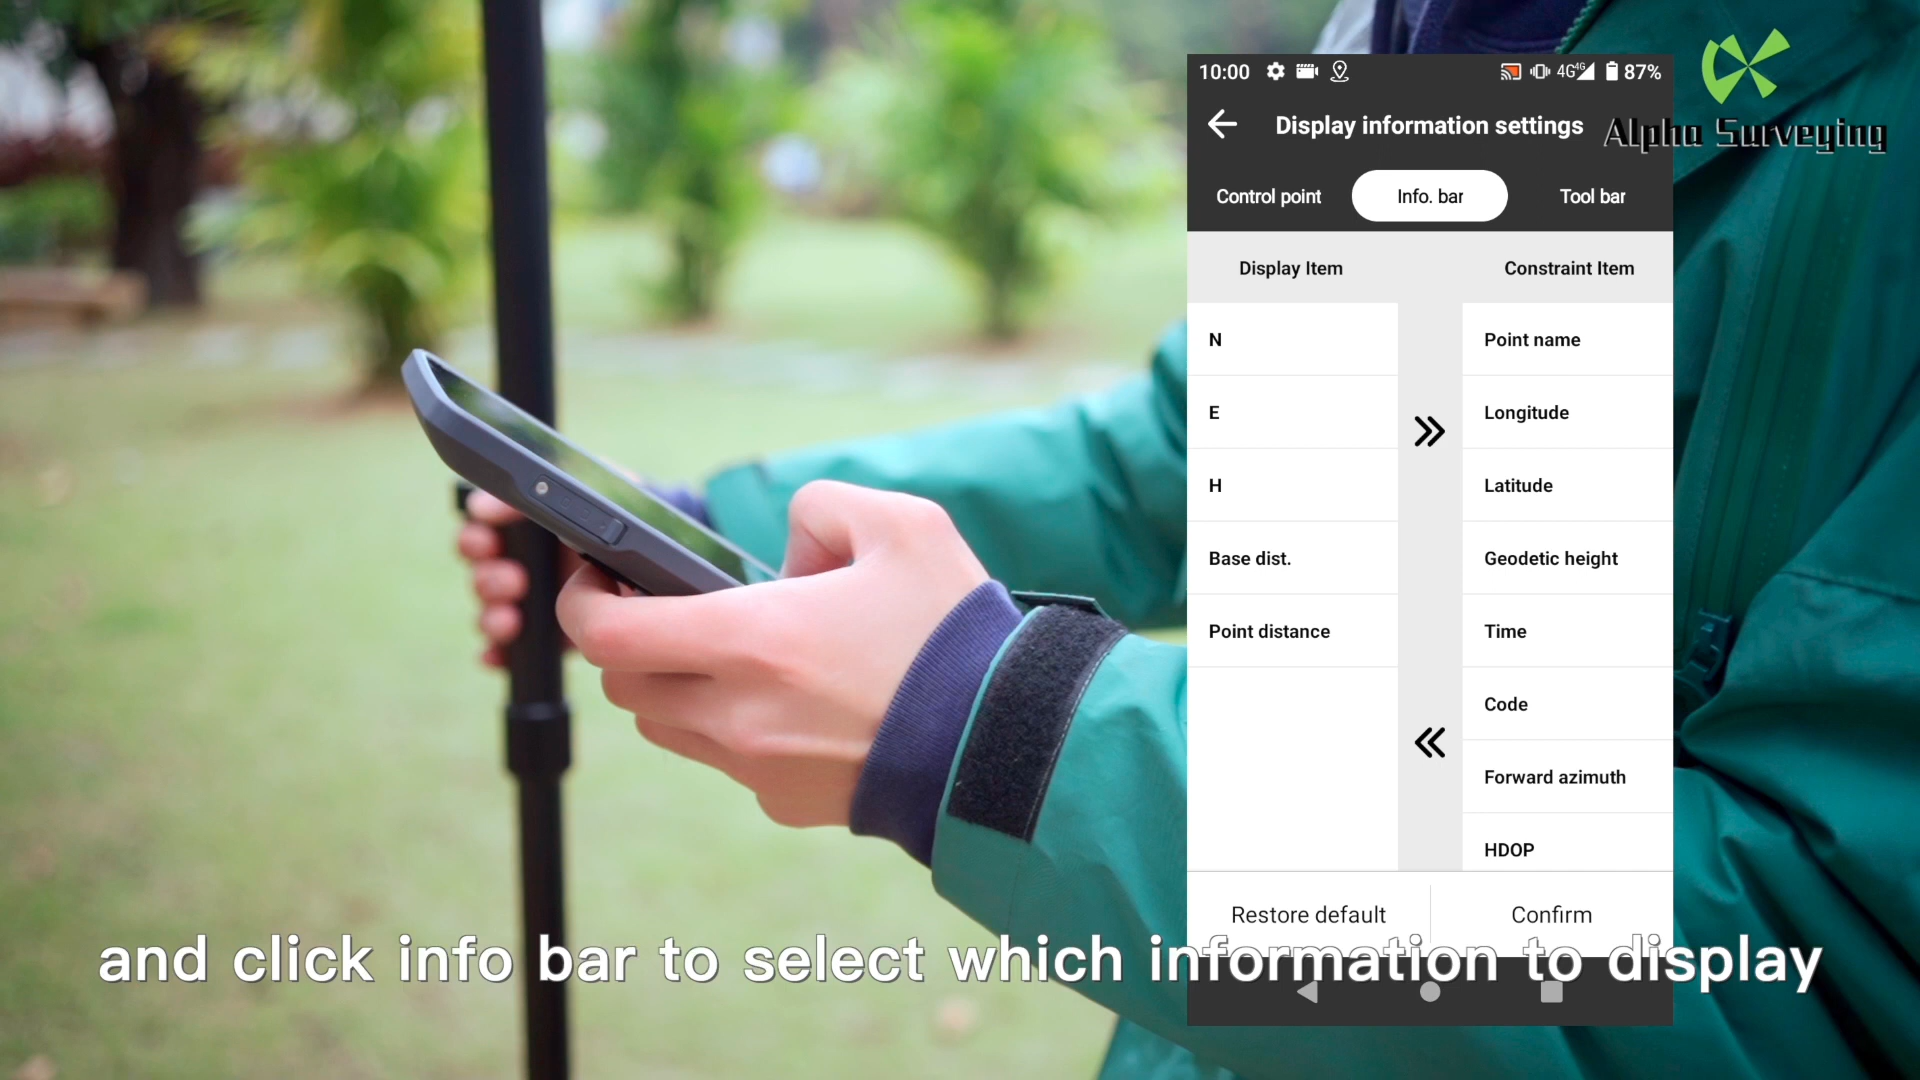 10:00
4G 4G 87%
Display information settings
Alpha Surveying
Control point
Info. bar
Tool bar
Display Item
Constraint Item
N
Point name
E
Longitude
H
Latitude
Base dist.
Geodetic height
Point distance
Time
Code
Forward azimuth
HDOP
Restore default
Confirm
and click info bar to select which information to display